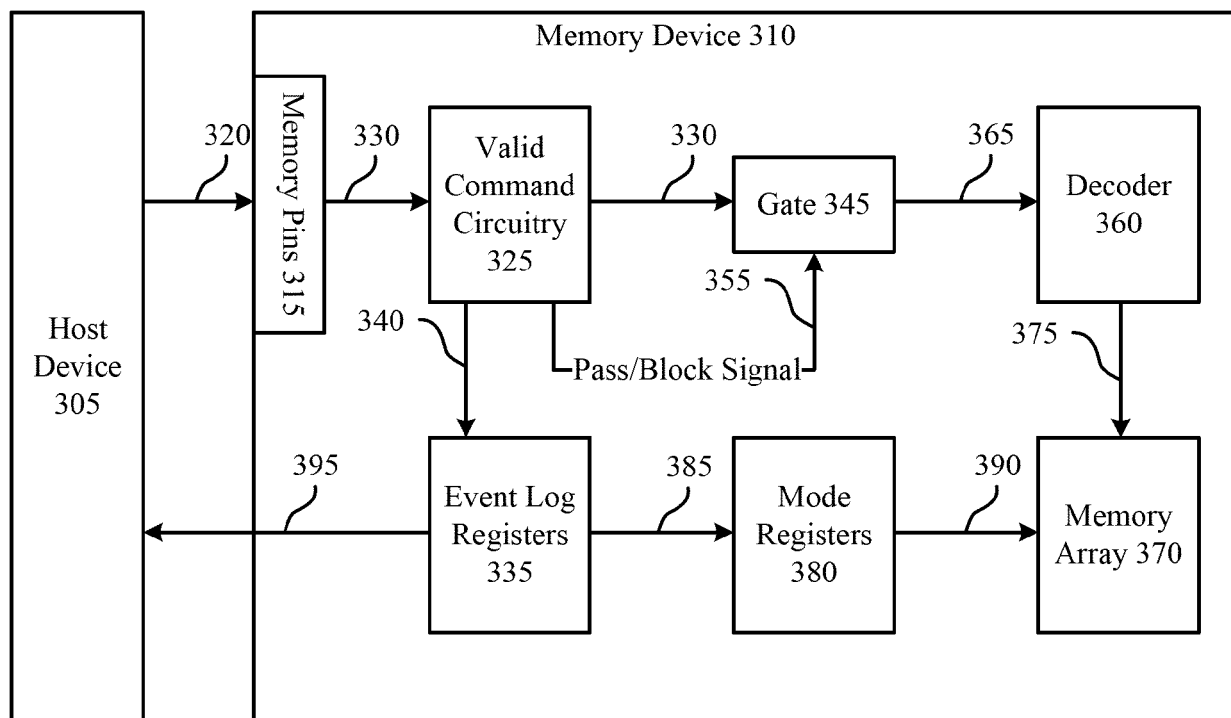 Memory Device 310
320
Memory Pins 315
330
Valid
Command
Circuitry
325
330
Gate 345
365
Decoder
360
340
355
Pass/Block Signal
375
Host
Device
305
395
Event Log
Registers
335
385
Mode
Registers
380
390
Memory
Array 370